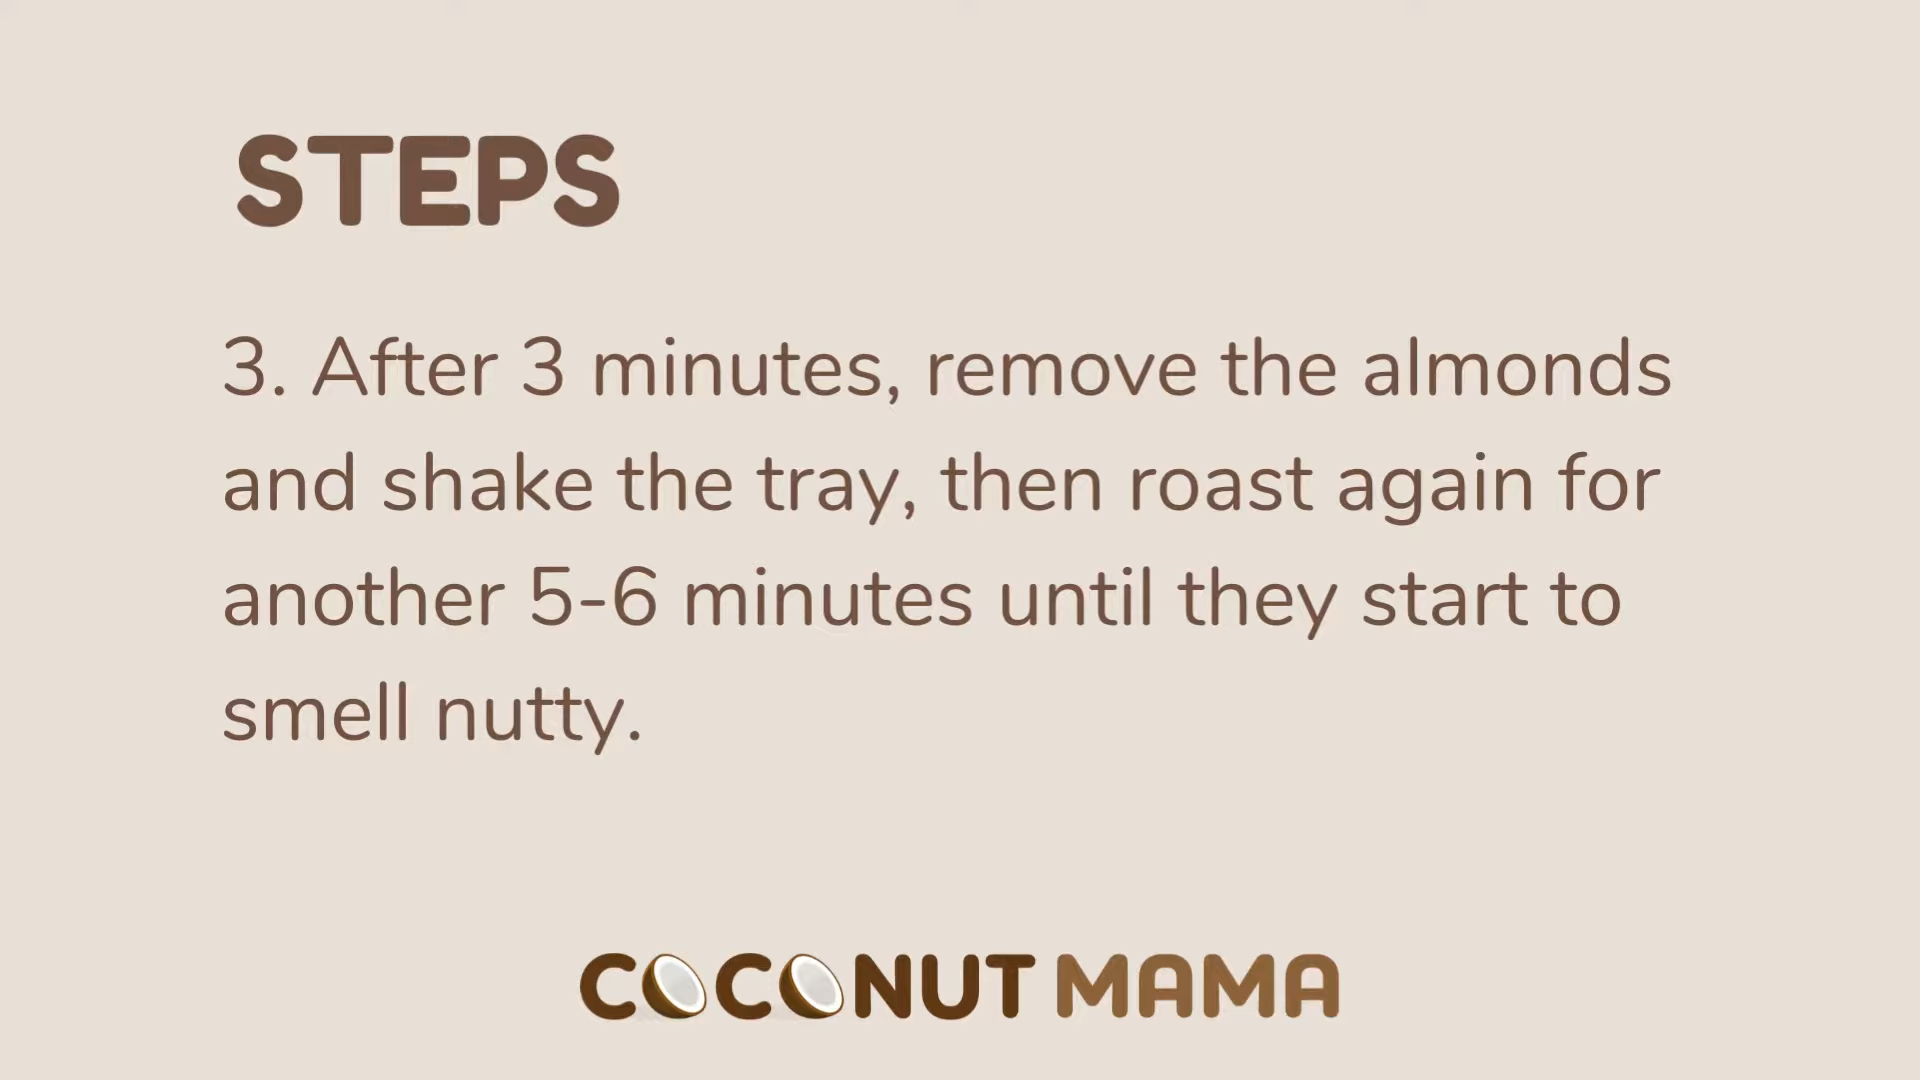 STEPS
3. After 3 minutes, remove the almonds
and shake the tray, then roast again for
another 5-6 minutes until they start to
smell nutty.
COCONUT MAMA